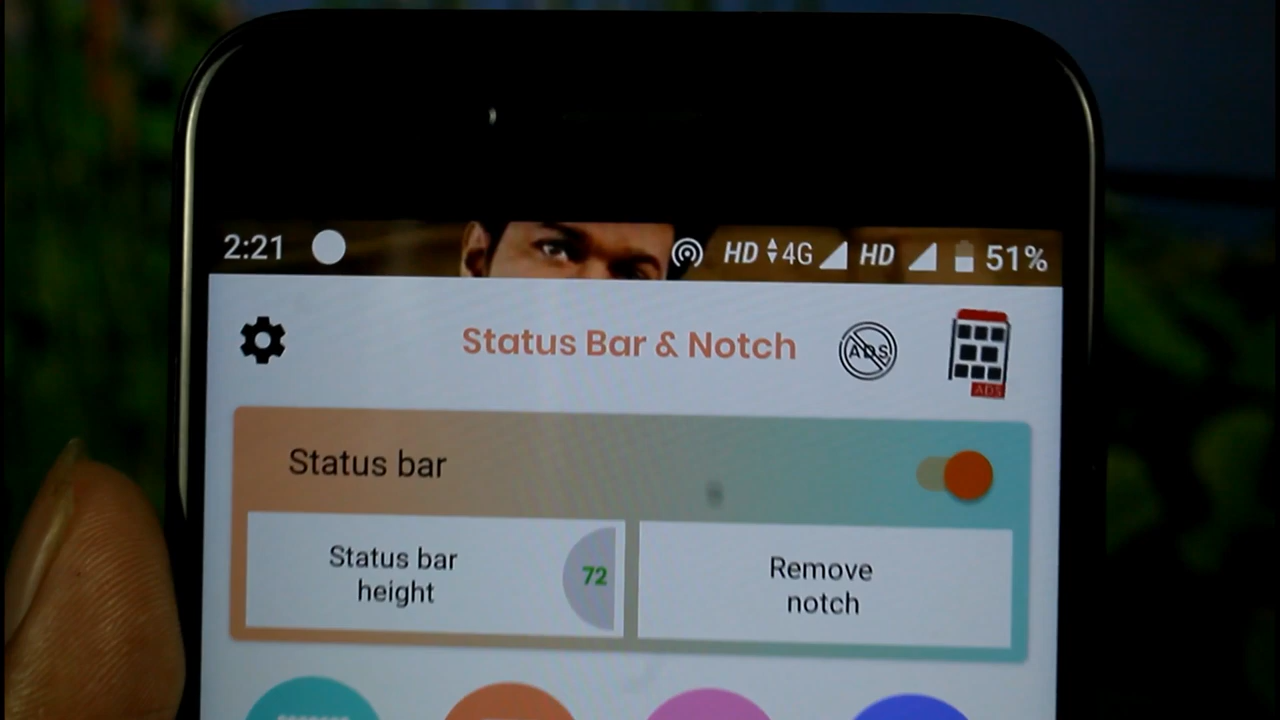 2:21 HD 4G HD 51%
Status Bar & Notch ADS
ADS
Status bar
Status bar
height
72
Remove
notch